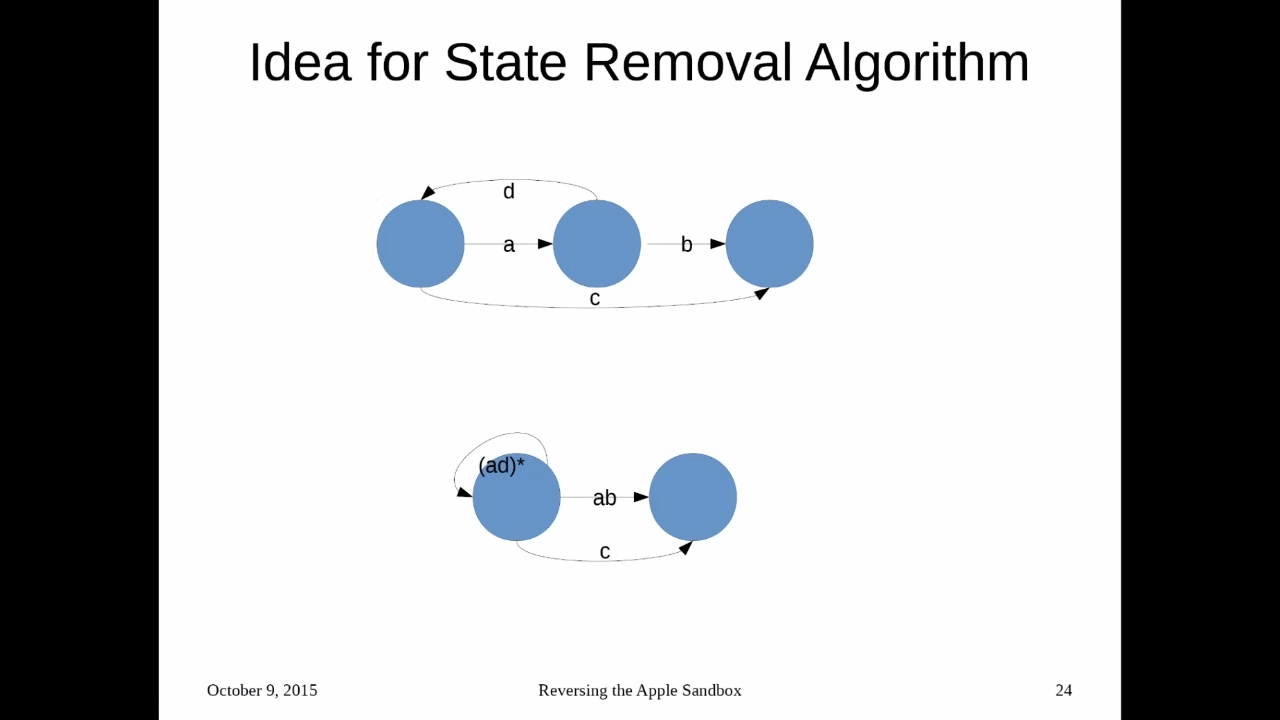 Idea for State Removal Algorithm
d
a
b
c
(ad)*
ab
c
October 9, 2015
Reversing the Apple Sandbox
24